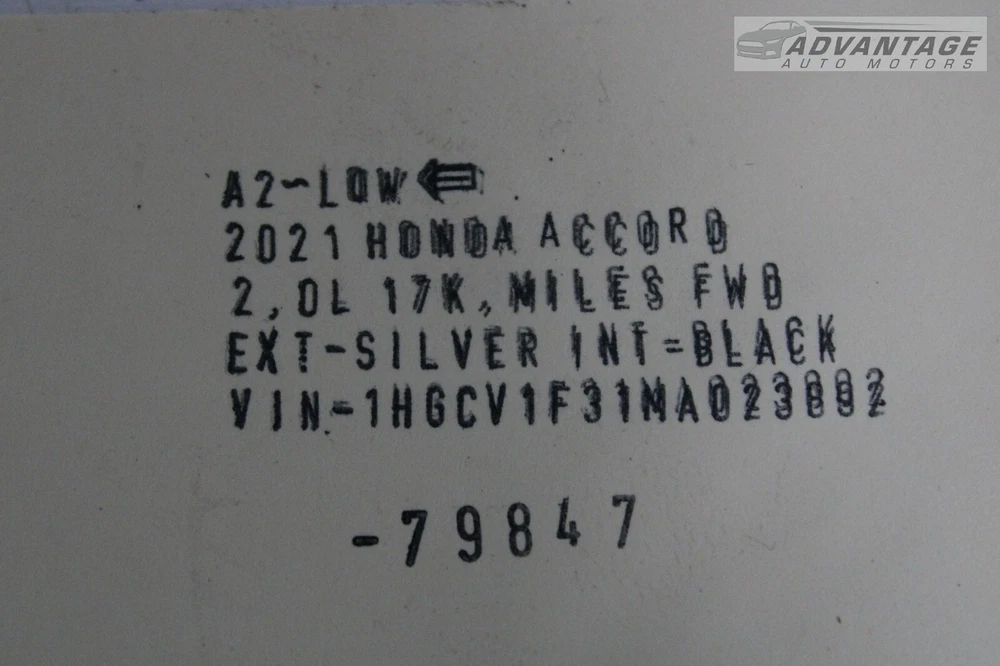 ADVANTAGE
AUTO MOTORS
A2~LOW
2021 HONDA ACCORD
2,0L 17K,MILES FWD
EXT-SILVER INT=BLACK
VIN-1HGCV1F31MA023892
-79847